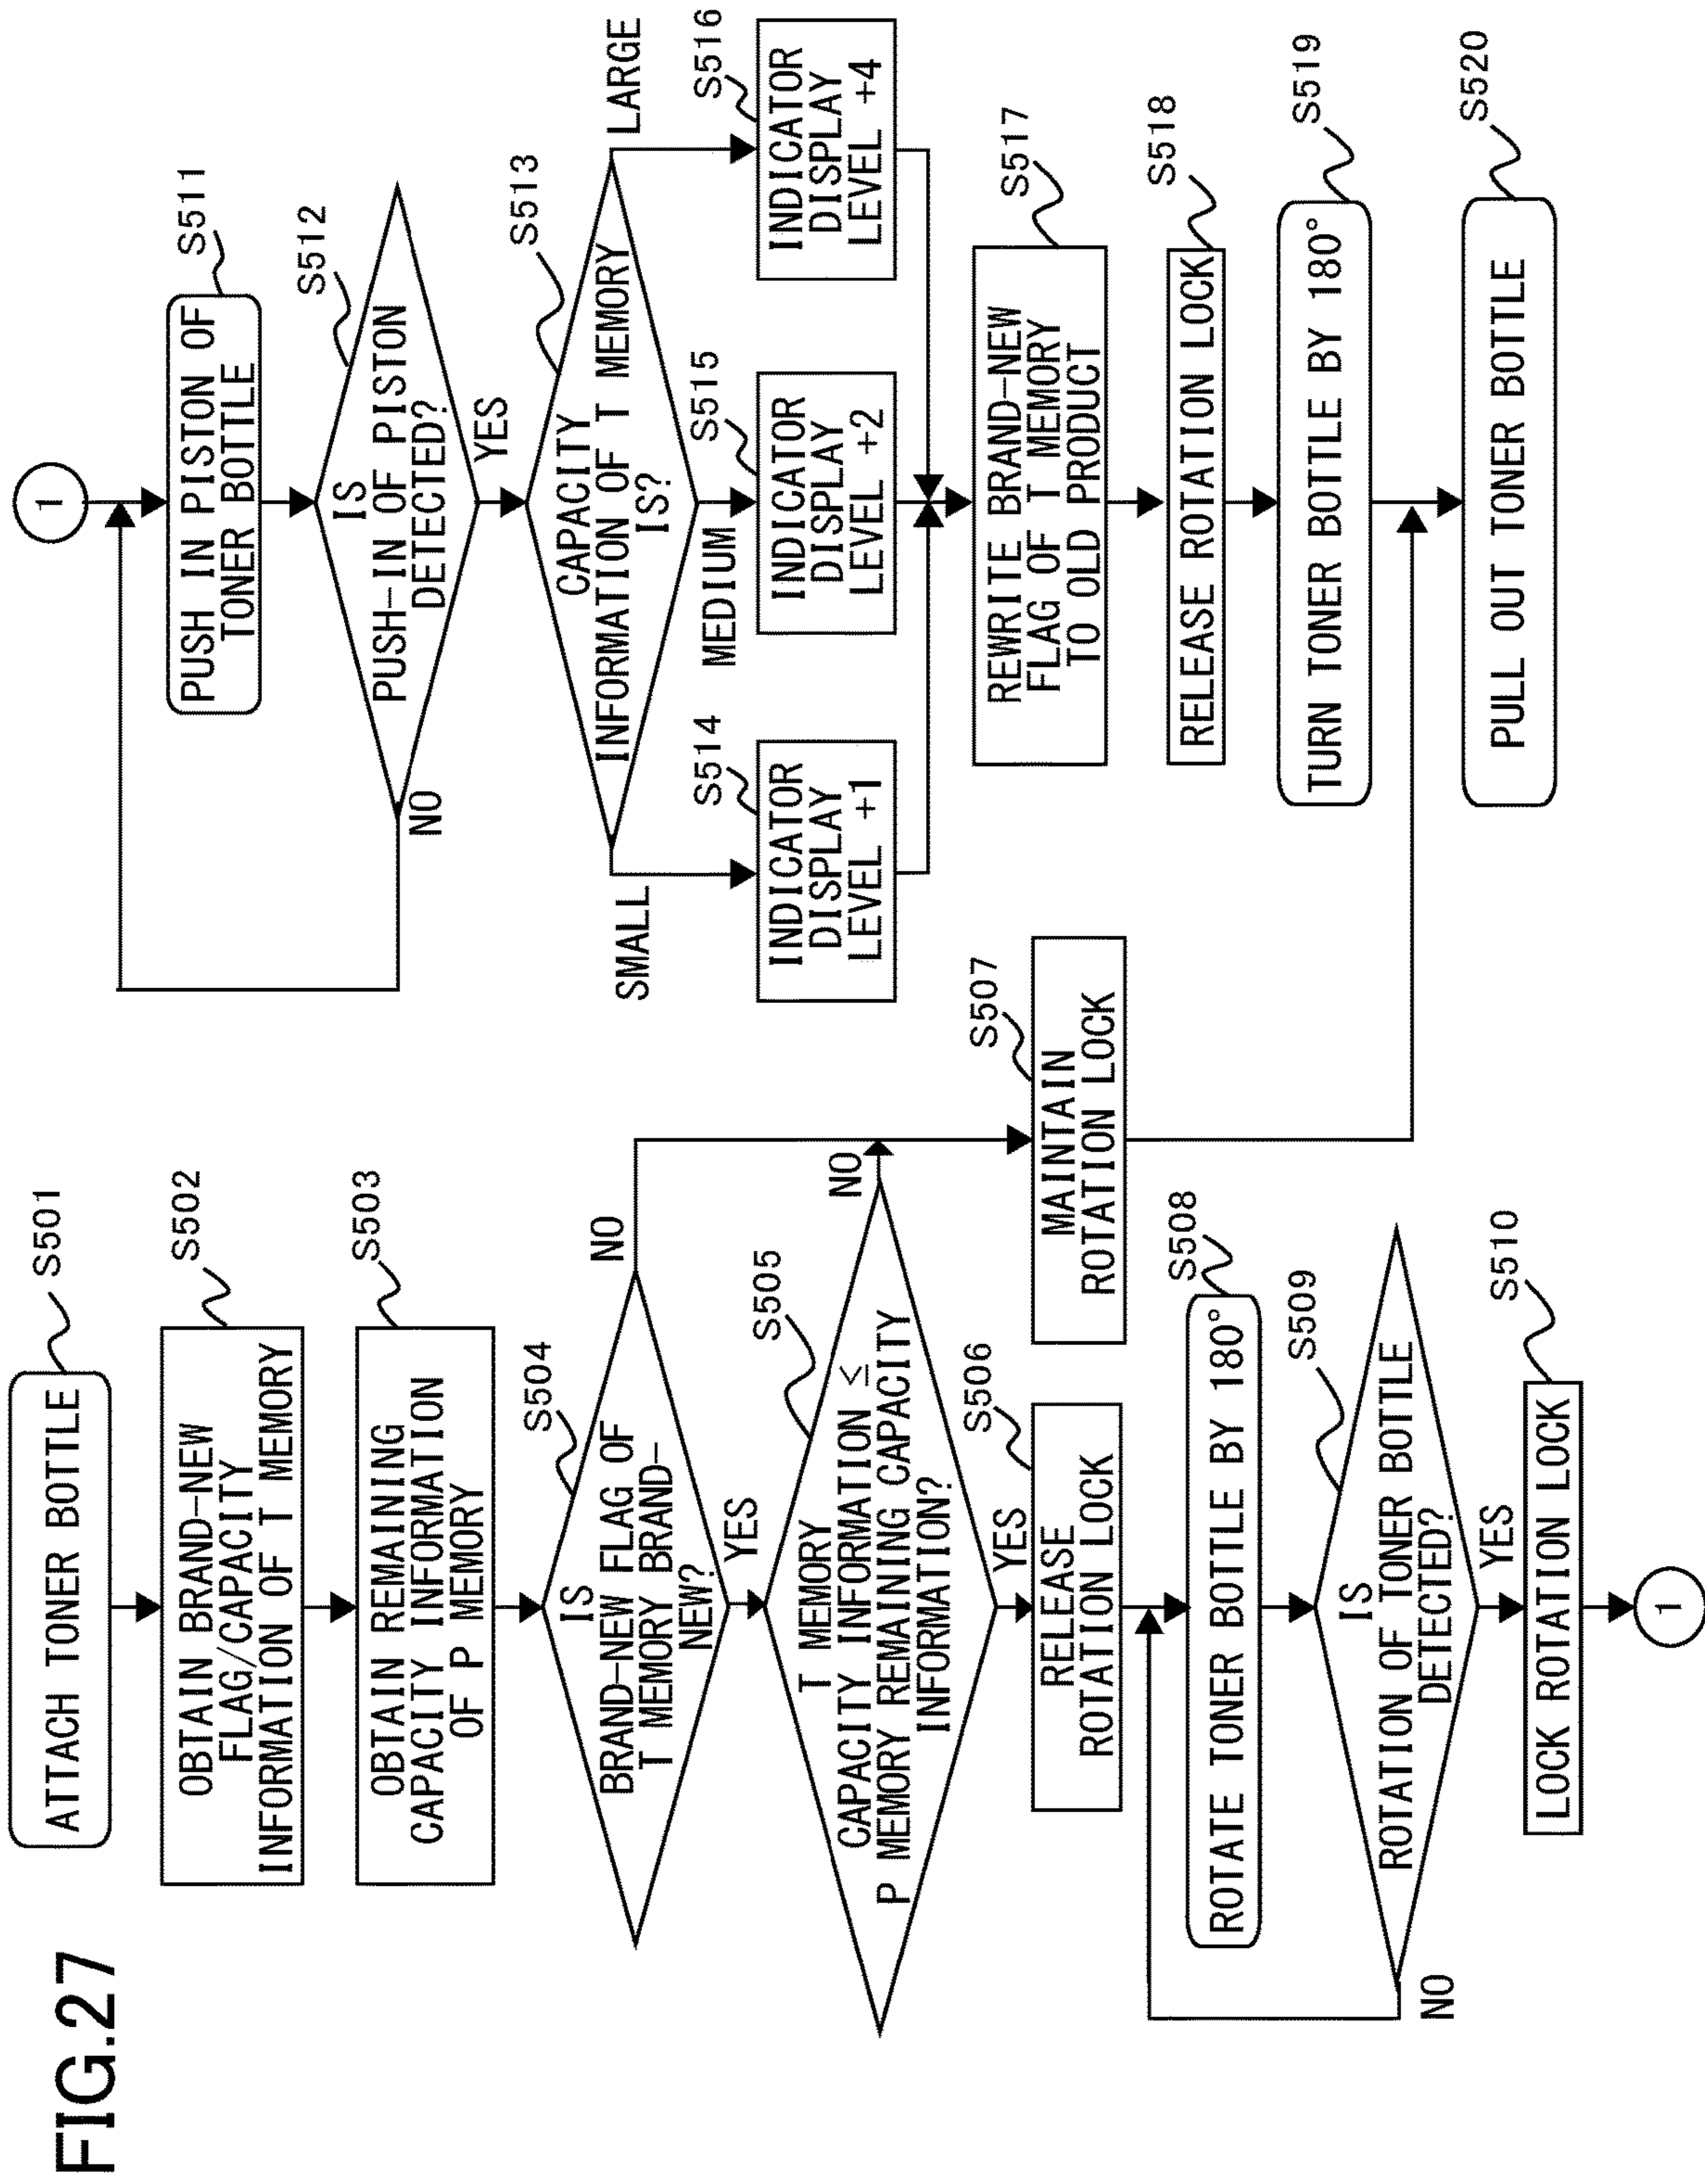 FIG.27
ATTACH TONER BOTTLE
S501
OBTAIN BRAND-NEW
FLAG/CAPACITY
INFORMATION OF T MEMORY
S502
OBTAIN REMAINING
CAPACITY INFORMATION
OF P MEMORY
S503
IS
BRAND-NEW FLAG OF
T MEMORY BRAND-
NEW?
S504
NO
YES
T MEMORY
CAPACITY INFORMATION ≤
P MEMORY REMAINING CAPACITY
INFORMATION?
S505
NO
YES
RELEASE
ROTATION LOCK
S506
MAINTAIN
ROTATION LOCK
S507
ROTATE TONER BOTTLE BY 180°
S508
IS
ROTATION OF TONER BOTTLE
DETECTED?
S509
NO
YES
LOCK ROTATION LOCK
S510
1
1
PUSH IN PISTON OF
TONER BOTTLE
S511
IS
PUSH-IN OF PISTON
DETECTED?
S512
NO
YES
CAPACITY
INFORMATION OF T MEMORY
IS?
S513
SMALL
MEDIUM
LARGE
INDICATOR
DISPLAY
LEVEL +1
S514
INDICATOR
DISPLAY
LEVEL +2
S515
INDICATOR
DISPLAY
LEVEL +4
S516
REWRITE BRAND-NEW
FLAG OF T MEMORY
TO OLD PRODUCT
S517
RELEASE ROTATION LOCK
S518
TURN TONER BOTTLE BY 180°
S519
PULL OUT TONER BOTTLE
S520